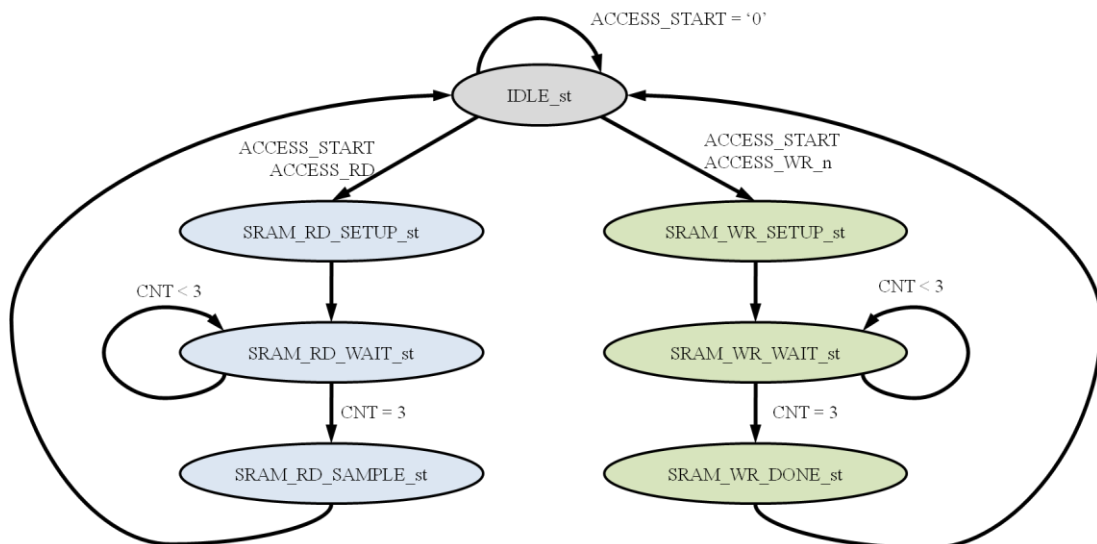 ACCESS_START = ‘0’
IDLE_st
ACCESS_START
ACCESS_RD
ACCESS_START
ACCESS_WR_n
SRAM_RD_SETUP_st
SRAM_WR_SETUP_st
CNT < 3
CNT < 3
SRAM_RD_WAIT_st
SRAM_WR_WAIT_st
CNT = 3
CNT = 3
SRAM_RD_SAMPLE_st
SRAM_WR_DONE_st